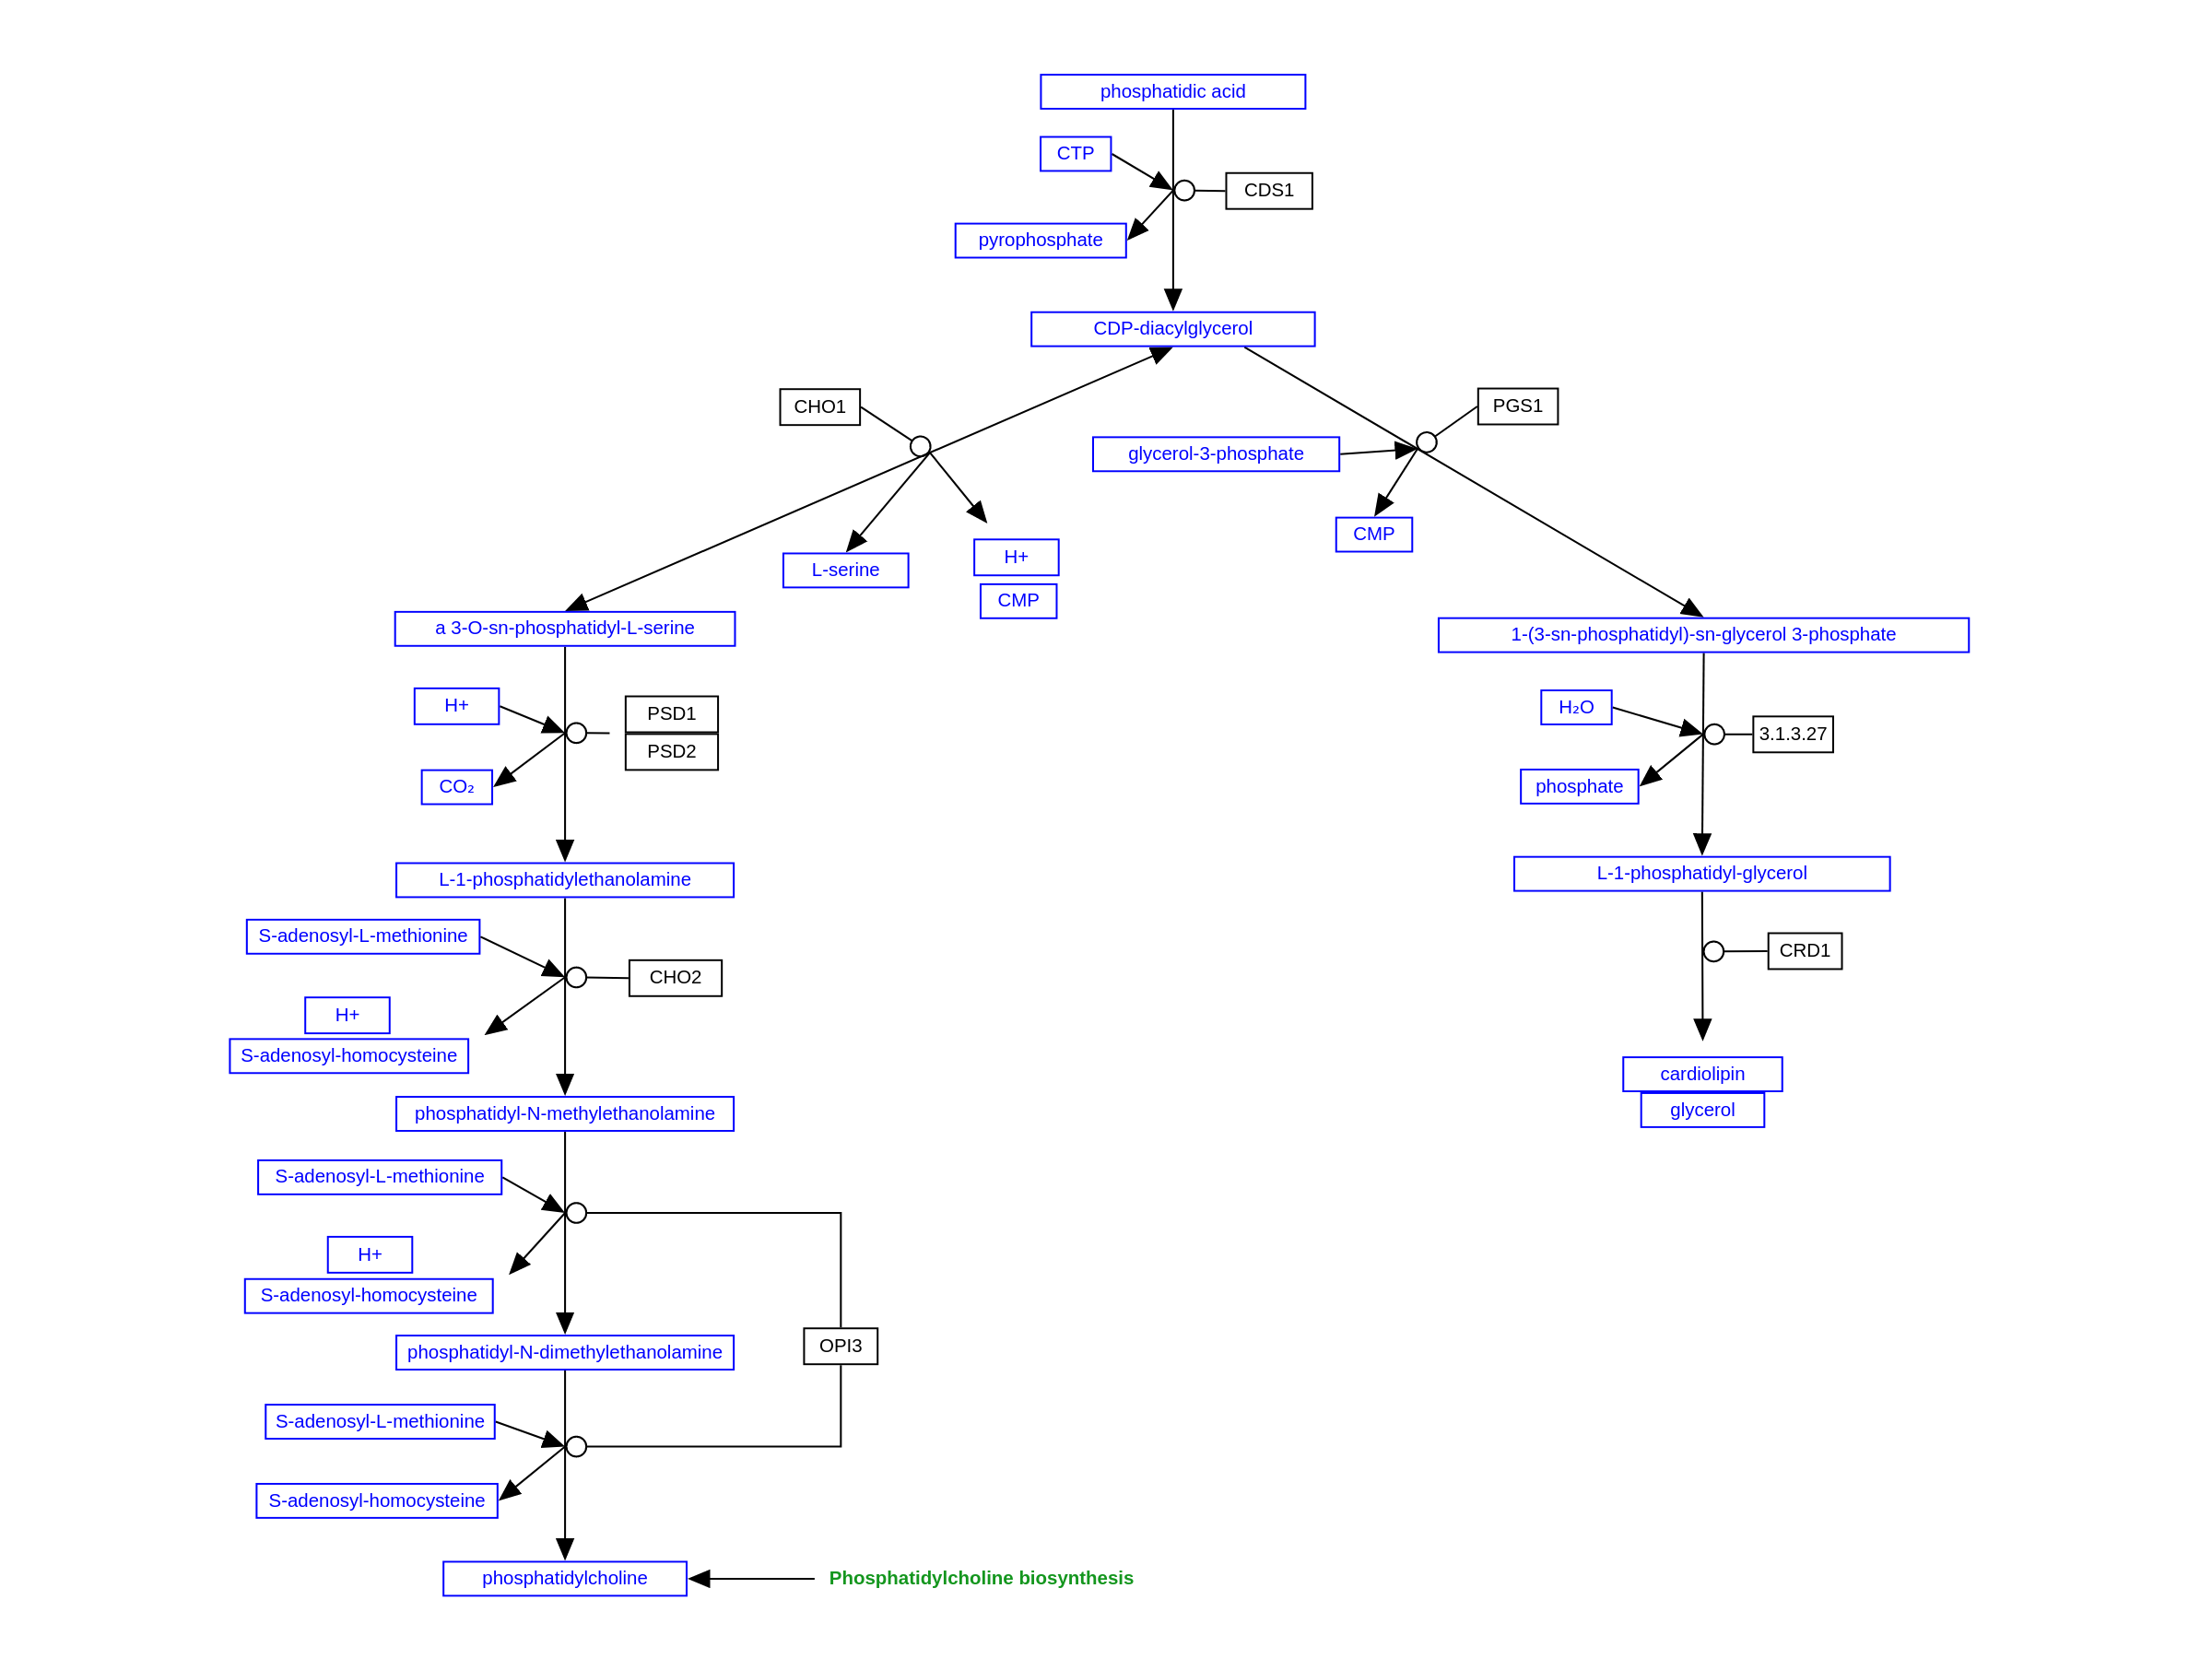 phosphatidic acid
CTP
CDS1
pyrophosphate
CDP-diacylglycerol
CHO1
PGS1
glycerol-3-phosphate
CMP
L-serine
H+
CMP
a 3-O-sn-phosphatidyl-L-serine
1-(3-sn-phosphatidyl)-sn-glycerol 3-phosphate
H+
PSD1
PSD2
CO₂
H₂O
3.1.3.27
phosphate
L-1-phosphatidylethanolamine
L-1-phosphatidyl-glycerol
S-adenosyl-L-methionine
CHO2
CRD1
H+
S-adenosyl-homocysteine
cardiolipin
glycerol
phosphatidyl-N-methylethanolamine
S-adenosyl-L-methionine
H+
S-adenosyl-homocysteine
OPI3
phosphatidyl-N-dimethylethanolamine
S-adenosyl-L-methionine
S-adenosyl-homocysteine
phosphatidylcholine
Phosphatidylcholine biosynthesis